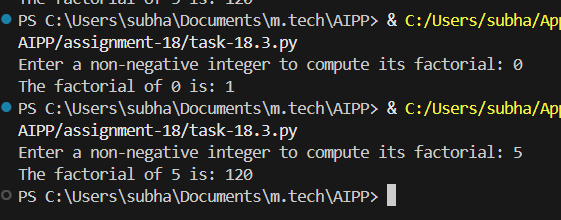 The factorial of 5 is: 120
PS C:\Users\subha\Documents\m.tech\AIPP> & C:/Users/subha/App
AIPP/assignment-18/task-18.3.py
Enter a non-negative integer to compute its factorial: 0
The factorial of 0 is: 1
PS C:\Users\subha\Documents\m.tech\AIPP> & C:/Users/subha/App
AIPP/assignment-18/task-18.3.py
Enter a non-negative integer to compute its factorial: 5
The factorial of 5 is: 120
PS C:\Users\subha\Documents\m.tech\AIPP>